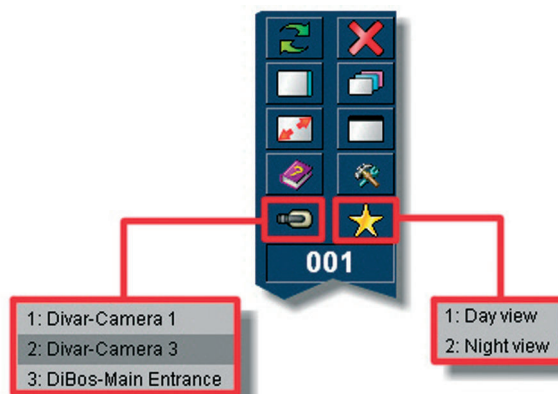 001
1: Divar-Camera 1
2: Divar-Camera 3
3: DiBos-Main Entrance
1: Day view
2: Night view